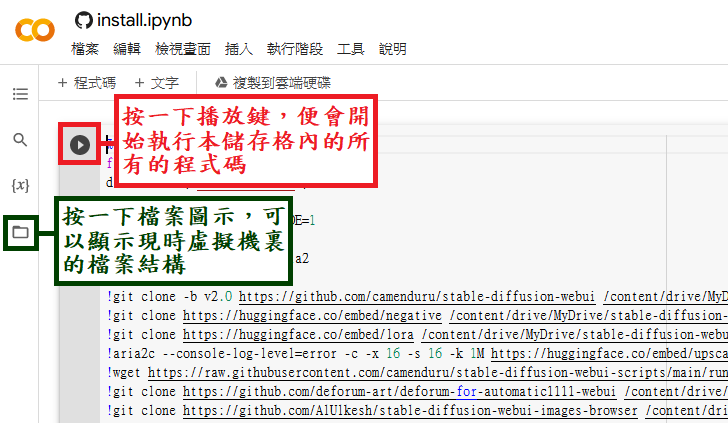 install.ipynb
檔案 編輯 檢視畫面 插入 執行階段 工具 說明
+ 程式碼 + 文字 複製到雲端硬碟
按一下播放鍵，便會開
始執行本儲存格內的所
有的程式碼
{x}
按一下檔案圖示，可
以顯示現時虛擬機裏
的檔案結構
f
d
DE=1
a2
!git clone -b v2.0 https://github.com/camenduru/stable-diffusion-webui /content/drive/MyD
!git clone https://huggingface.co/embed/negative /content/drive/MyDrive/stable-diffusion-
!git clone https://huggingface.co/embed/lora /content/drive/MyDrive/stable-diffusion-webu
!aria2c --console-log-level=error -c -x 16 -s 16 -k 1M https://huggingface.co/embed/upsca
!wget https://raw.githubusercontent.com/camenduru/stable-diffusion-webui-scripts/main/run
!git clone https://github.com/deforum-art/deforum-for-automatic1111-webui /content/drive/
!git clone https://github.com/AlUlkesh/stable-diffusion-webui-images-browser /content/dri